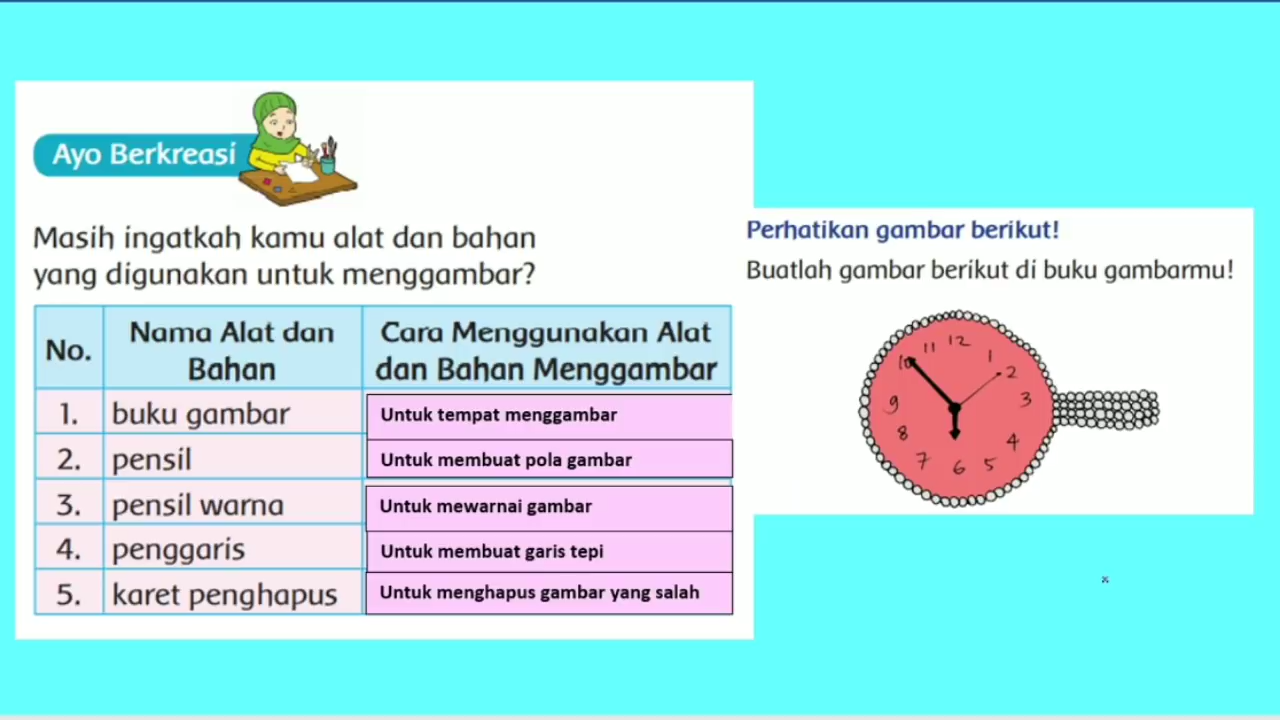 Ayo Berkreasi
Masih ingatkah kamu alat dan bahan
yang digunakan untuk menggambar?
No.
Nama Alat dan
Bahan
Cara Menggunakan Alat
dan Bahan Menggambar
1. buku gambar Untuk tempat menggambar
2. pensil Untuk membuat pola gambar
3. pensil warna Untuk mewarnai gambar
4. penggaris Untuk membuat garis tepi
5. karet penghapus Untuk menghapus gambar yang salah
Perhatikan gambar berikut!
Buatlah gambar berikut di buku gambarmu!
12
1
2
3
4
5
6
7
8
9
10
11